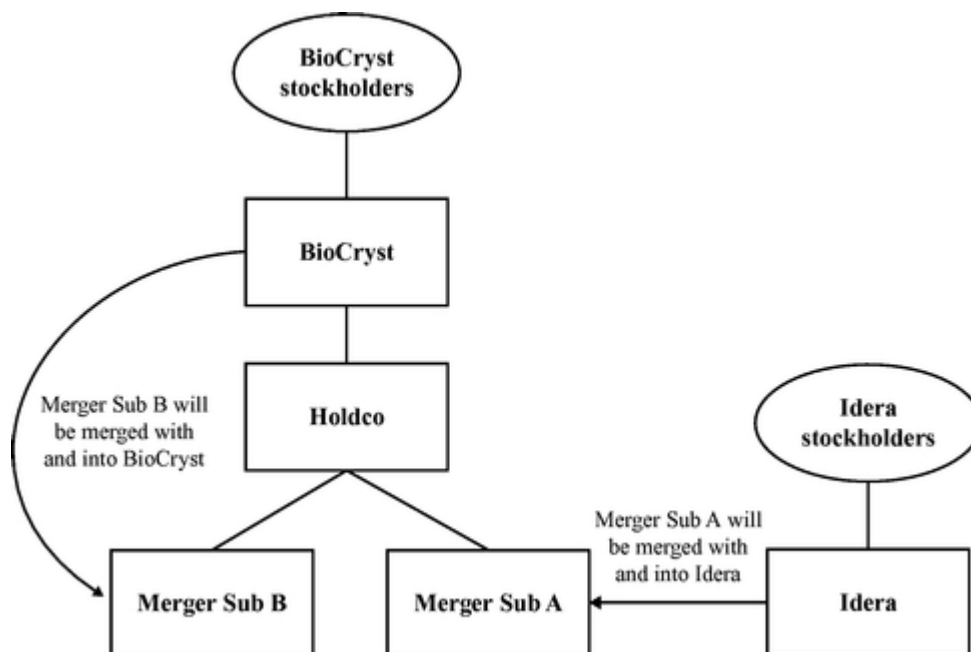 BioCryst
stockholders
BioCryst
Merger Sub B will
be merged with
and into BioCryst
Holdco
Idera
stockholders
Merger Sub A will
be merged with
and into Idera
Merger Sub B
Merger Sub A
Idera